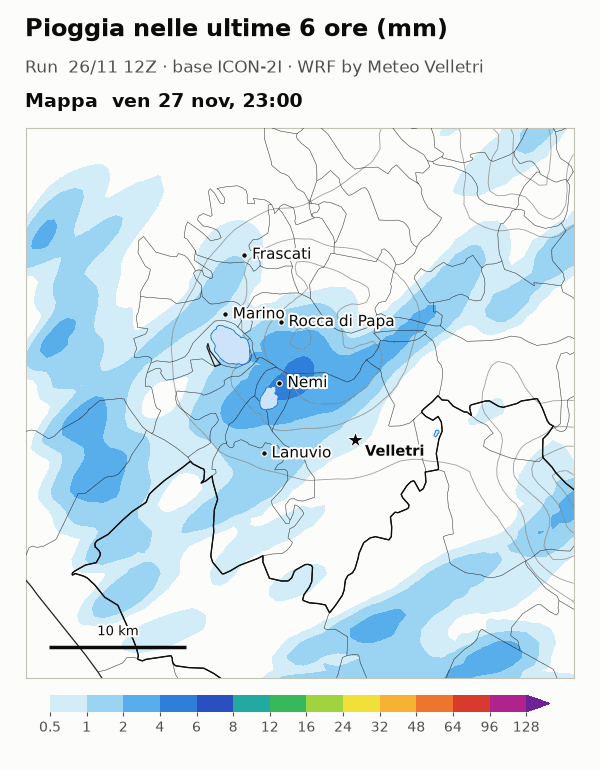 Pioggia nelle ultime 6 ore (mm)
Run 26/11 12Z · base ICON-2I · WRF by Meteo Velletri
Mappa ven 27 nov, 23:00
Frascati
Marino
Rocca di Papa
Nemi
Velletri
Lanuvio
10 km
0.5 1 2 4 6 8 12 16 24 32 48 64 96 128